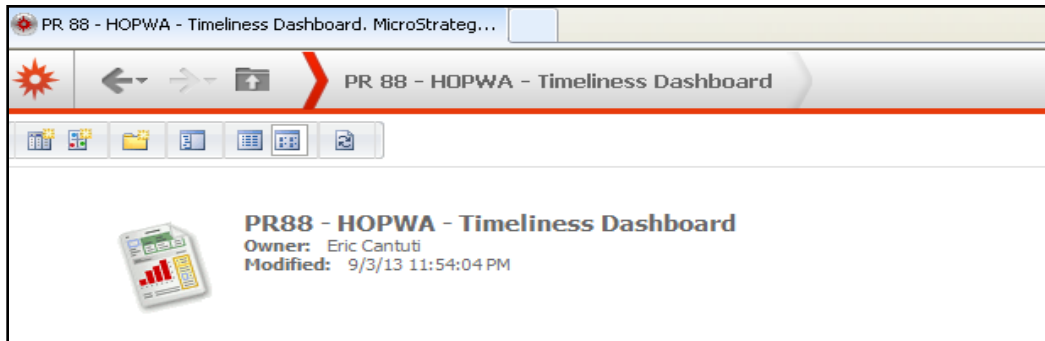 PR 88 - HOPWA - Timeliness Dashboard. MicroStrateg...
PR 88 - HOPWA - Timeliness Dashboard
PR88 - HOPWA - Timeliness Dashboard
Owner: Eric Cantuti
Modified: 9/3/13 11:54:04 PM